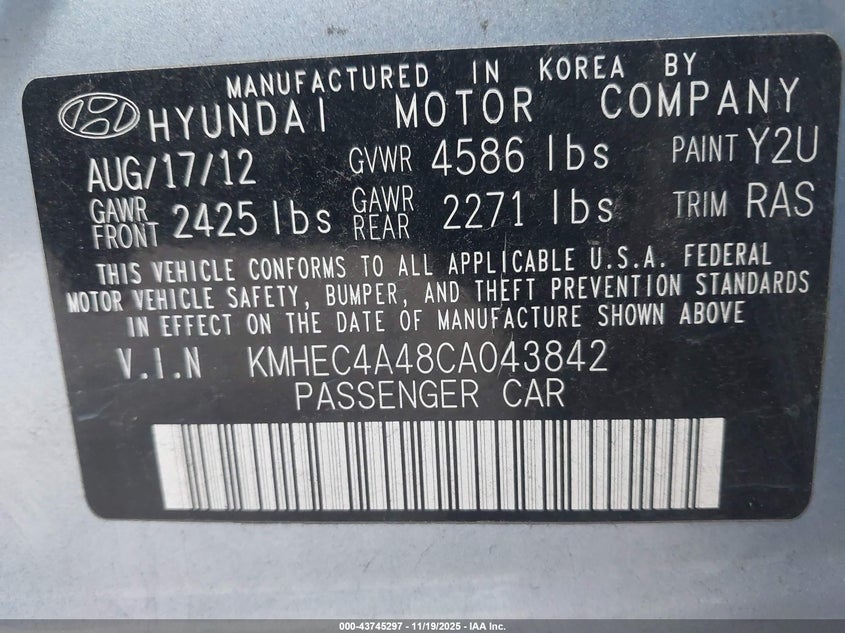 MANUFACTURED IN KOREA BY
HYUNDAI MOTOR COMPANY
AUG/17/12 GVWR 4586 lbs PAINT Y2U
GAWR FRONT 2425 lbs GAWR REAR 2271 lbs TRIM RAS
THIS VEHICLE CONFORMS TO ALL APPLICABLE U.S.A. FEDERAL
MOTOR VEHICLE SAFETY, BUMPER, AND THEFT PREVENTION STANDARDS
IN EFFECT ON THE DATE OF MANUFACTURE SHOWN ABOVE
V.I.N KMHEC4A48CA043842
PASSENGER CAR
000-43745297 - 11/19/2025 - IAA Inc.